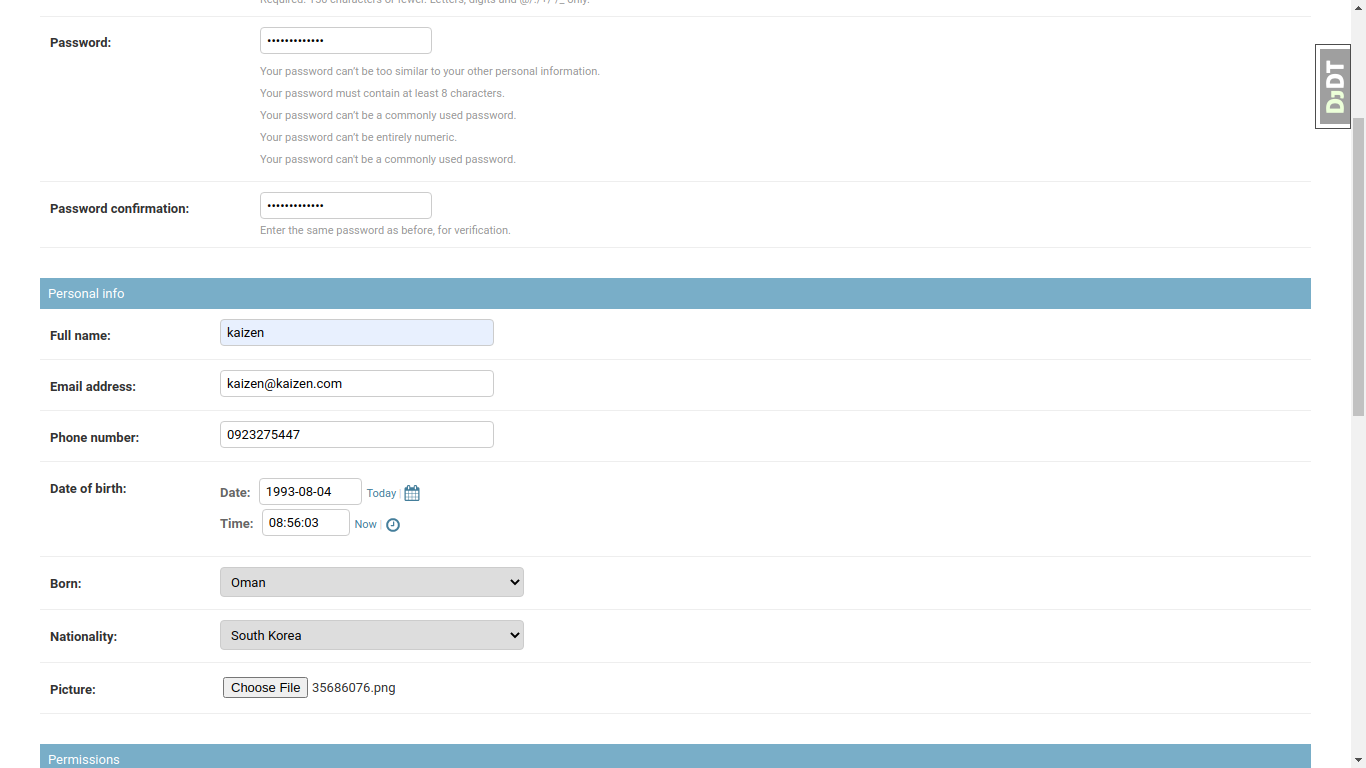 Password:
•••••••••••••
Your password can't be too similar to your other personal information.
Your password must contain at least 8 characters.
Your password can't be a commonly used password.
Your password can't be entirely numeric.
Your password can't be a commonly used password.
Password confirmation:
•••••••••••••
Enter the same password as before, for verification.
Personal info
Full name: kaizen
Email address: kaizen@kaizen.com
Phone number: 0923275447
Date of birth:
Date: 1993-08-04 Today |
Time: 08:56:03 Now |
Born: Oman
Nationality: South Korea
Picture: Choose File 35686076.png
Permissions
DJDT